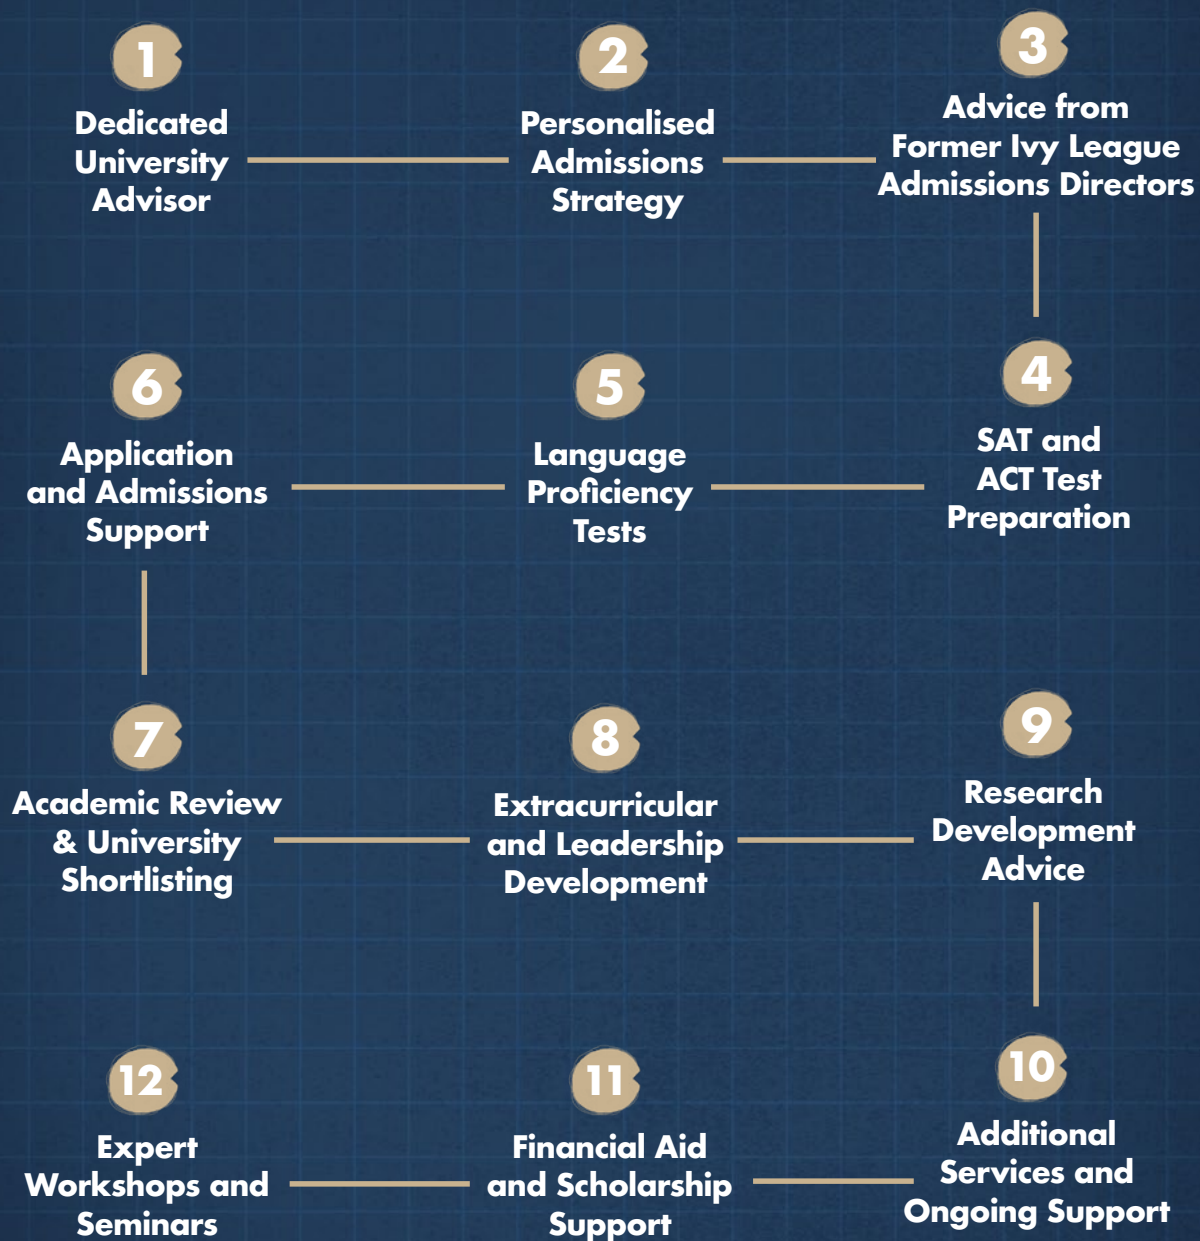 1
Dedicated
University
Advisor
2
Personalised
Admissions
Strategy
3
Advice from
Former Ivy League
Admissions Directors
4
SAT and
ACT Test
Preparation
5
Language
Proficiency
Tests
6
Application
and Admissions
Support
7
Academic Review
& University
Shortlisting
8
Extracurricular
and Leadership
Development
9
Research
Development
Advice
10
Additional
Services and
Ongoing Support
11
Financial Aid
and Scholarship
Support
12
Expert
Workshops and
Seminars